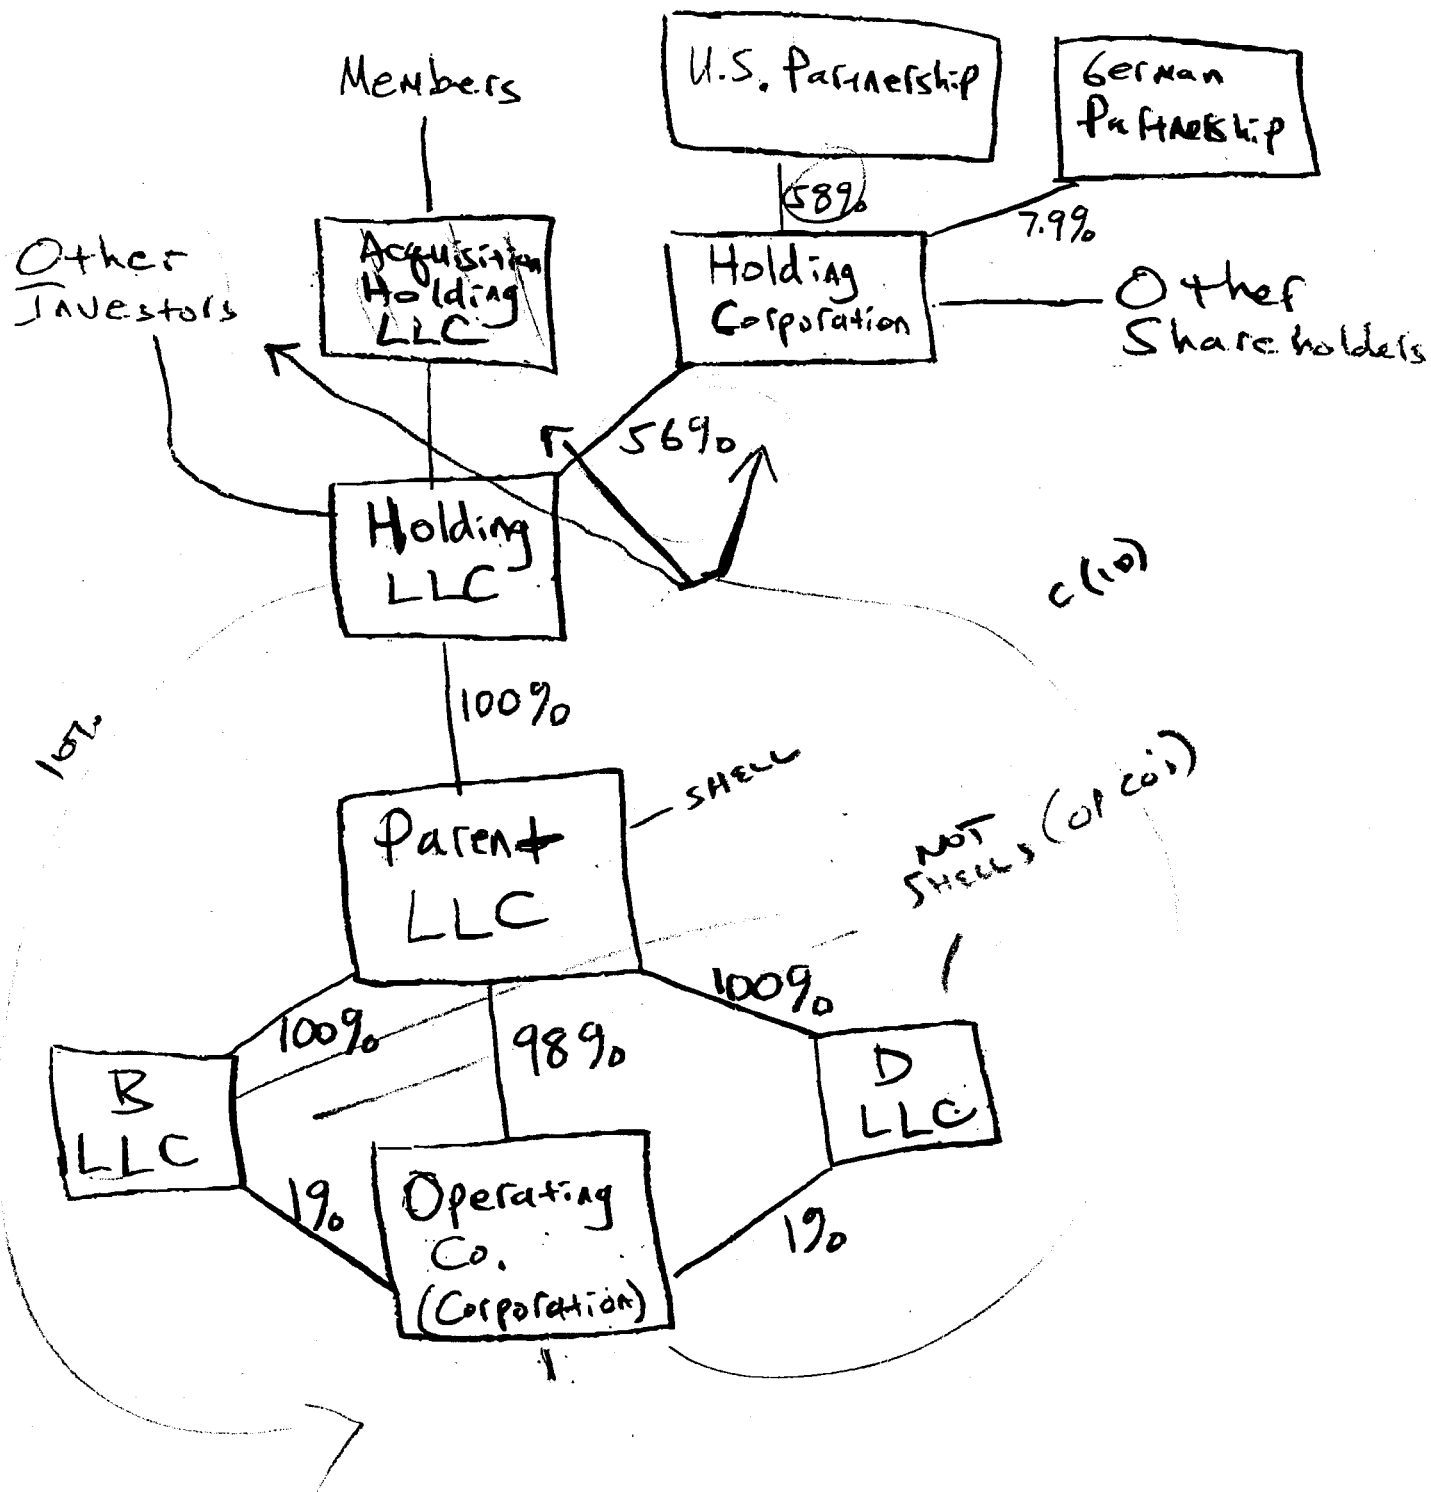 Members
U.S. Partnership
German
Partnership
58%
7.9%
Other
Investors
Acquisition
Holding
LLC
Holding
Corporation
Other
Shareholders
56%
Holding
LLC
c(10)
100%
10%
SHELL
Parent
LLC
NOT
SHELLS (OP CO's)
100%
98%
100%
B
LLC
D
LLC
1%
Operating
Co.
(Corporation)
1%